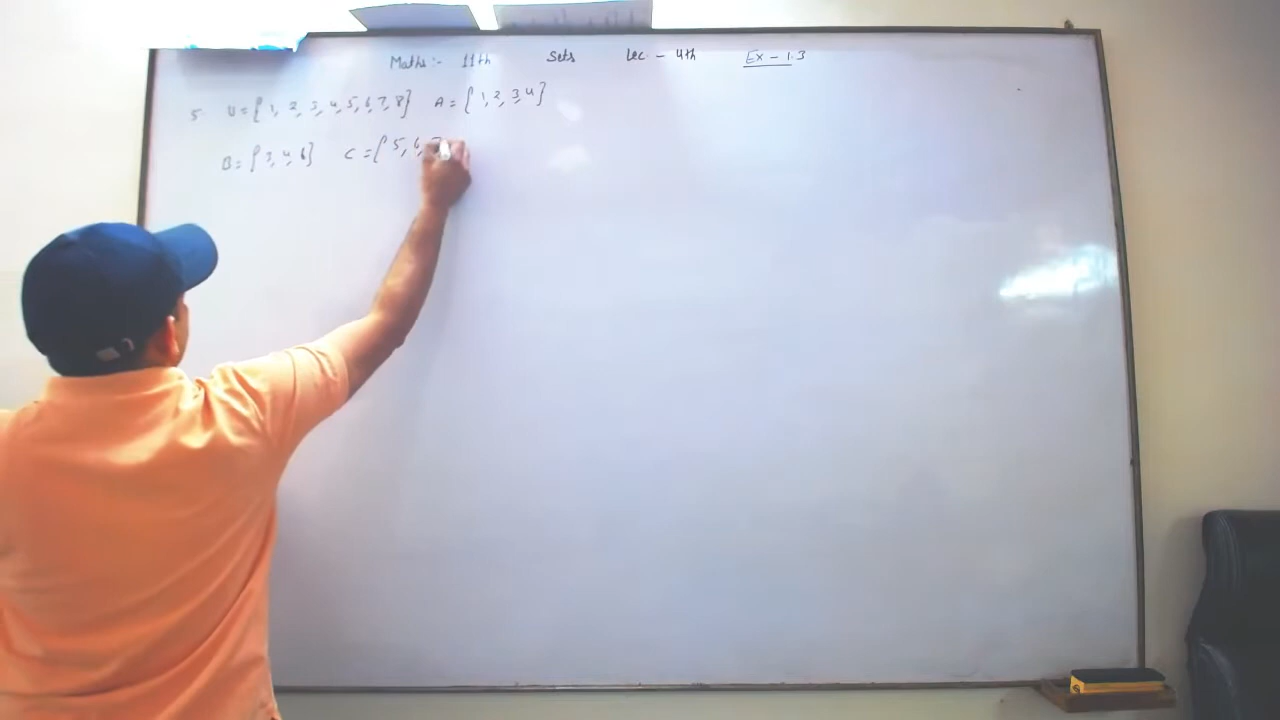 Maths:- 11th Sets Lec - 4th Ex - 1.3
5. U = { 1, 2, 3, 4, 5, 6, 7, 8} A = { 1, 2, 3, 4}
B = { 3, 4, 6} C = { 5, 6, 7